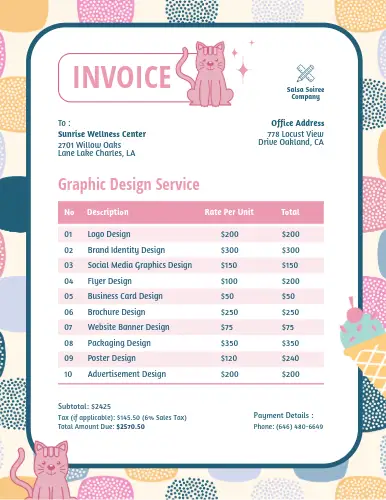 INVOICE
Salsa Soiree
Company
To :
Sunrise Wellness Center
2701 Willow Oaks
Lane Lake Charles, LA
Office Address
778 Locust View
Drive Oakland, CA
Graphic Design Service
No Description Rate Per Unit Total
01 Logo Design $200 $200
02 Brand Identity Design $300 $300
03 Social Media Graphics Design $150 $150
04 Flyer Design $100 $200
05 Business Card Design $50 $50
06 Brochure Design $250 $250
07 Website Banner Design $75 $75
08 Packaging Design $350 $350
09 Poster Design $120 $240
10 Advertisement Design $200 $200
Subtotal: $2425
Tax (if applicable): $145.50 (6% Sales Tax)
Total Amount Due: $2570.50
Payment Details :
Phone: (646) 480-6649